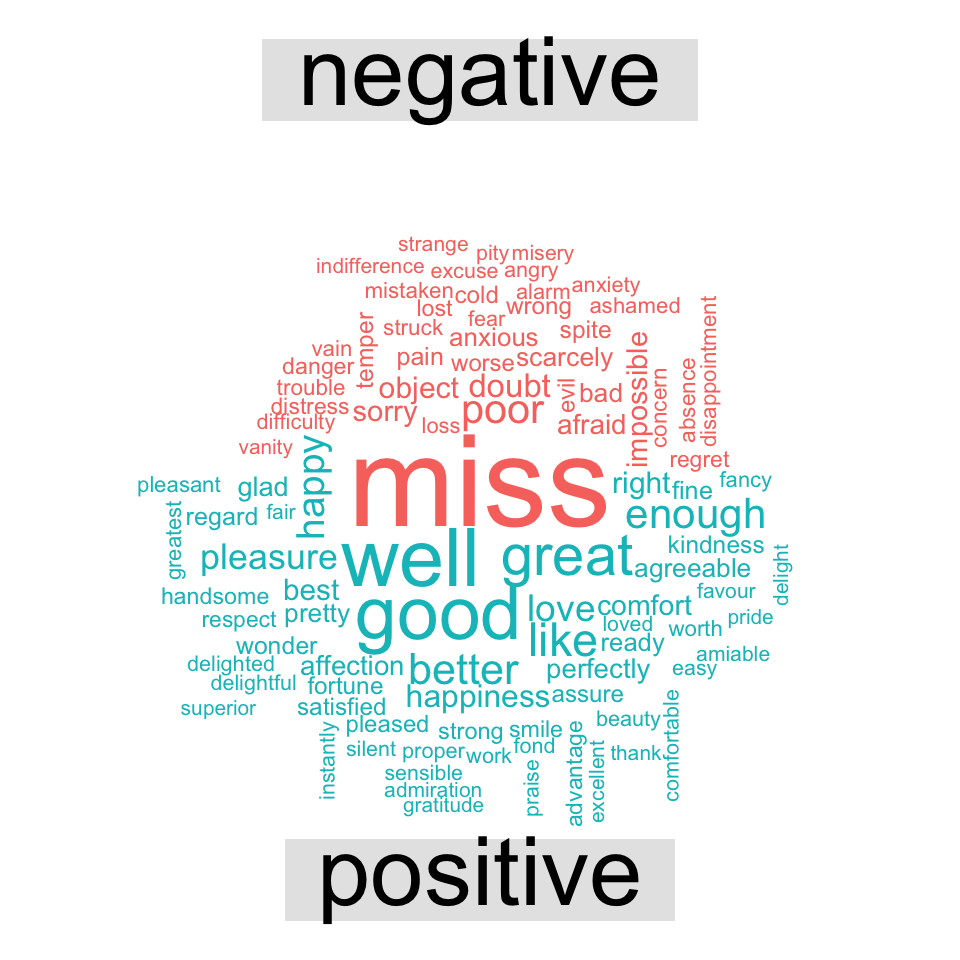 negative
strange
pity misery
indifference excuse angry
mistaken cold alarm anxiety
lost wrong ashamed
struck fear anxious spite
temper
vain pain worse scarcely
danger
impossible
disappointment
trouble object doubt evil bad
concern
absence
distress sorry poor
difficulty loss afraid
vanity
miss
regret
happy
pleasant glad right fine fancy
greatest
regard fair enough
pleasure well great kindness
agreeable
delight
handsome best good love comfort favour
respect pretty loved worth pride
wonder like ready
delighted affection better perfectly easy amiable
delightful fortune happiness assure
superior satisfied
comfortable
pleased strong smile beauty
instantly
silent proper work fond thank
advantage
excellent
sensible
praise
admiration
gratitude
positive